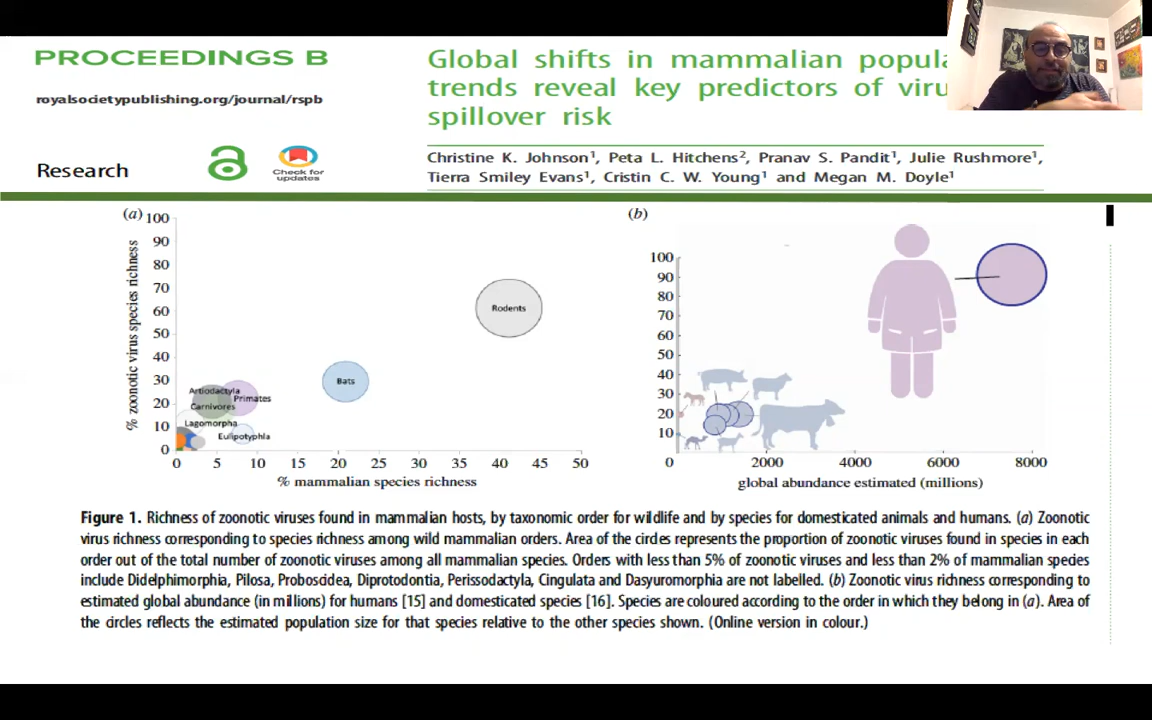 PROCEEDINGS B
royalsocietypublishing.org/journal/rspb
Research
Check for
updates
Global shifts in mammalian popula
trends reveal key predictors of viru
spillover risk
Christine K. Johnson¹, Peta L. Hitchens², Pranav S. Pandit¹, Julie Rushmore¹,
Tierra Smiley Evans¹, Cristin C. W. Young¹ and Megan M. Doyle¹
(a)
% zoonotic virus species richness
100
90
80
70
60
50
40
30
20
10
0
Rodents
Bats
Artiodactyla
Primates
Carnivores
Lagomorpha
Eulipotyphla
0 5 10 15 20 25 30 35 40 45 50
% mammalian species richness
(b)
100
90
80
70
60
50
40
30
20
10
0 2000 4000 6000 8000
global abundance estimated (millions)
Figure 1. Richness of zoonotic viruses found in mammalian hosts, by taxonomic order for wildlife and by species for domesticated animals and humans. (a) Zoonotic
virus richness corresponding to species richness among wild mammalian orders. Area of the circles represents the proportion of zoonotic viruses found in species in each
order out of the total number of zoonotic viruses among all mammalian species. Orders with less than 5% of zoonotic viruses and less than 2% of mammalian species
include Didelphimorphia, Pilosa, Proboscidea, Diprotodontia, Perissodactyla, Cingulata and Dasyuromorphia are not labelled. (b) Zoonotic virus richness corresponding to
estimated global abundance (in millions) for humans [15] and domesticated species [16]. Species are coloured according to the order in which they belong in (a). Area of
the circles reflects the estimated population size for that species relative to the other species shown. (Online version in colour.)